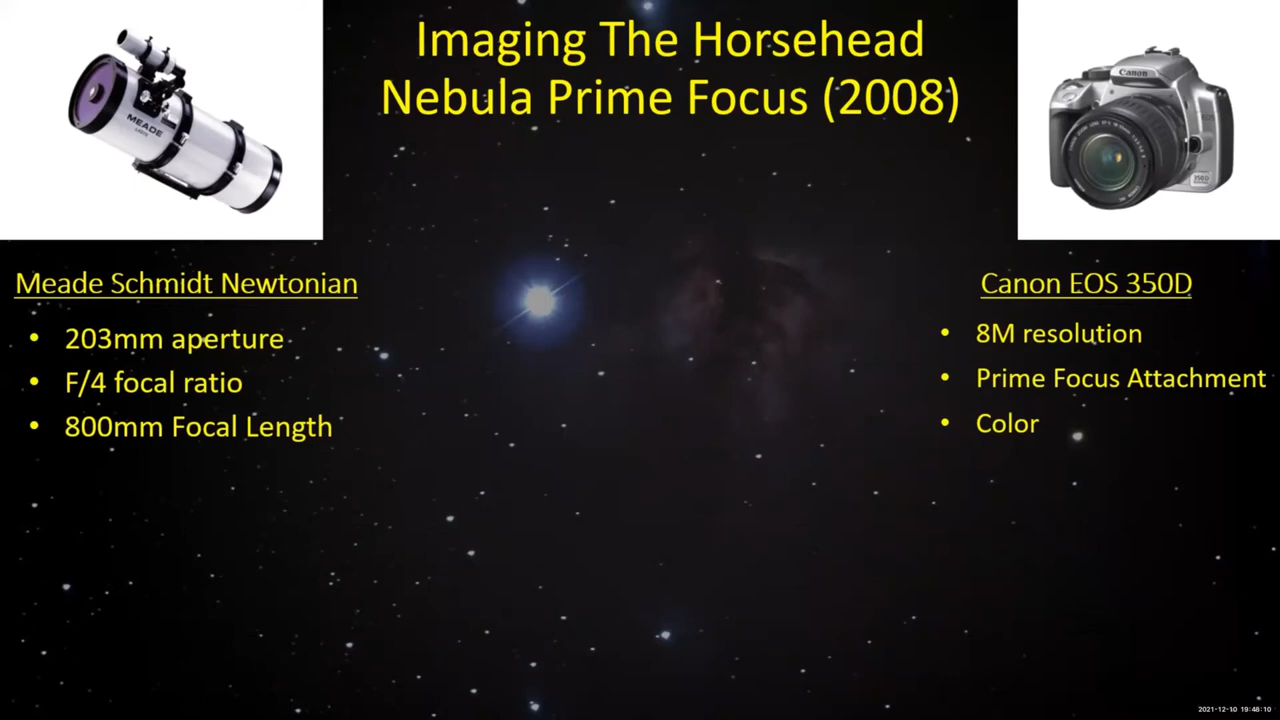 Imaging The Horsehead
Nebula Prime Focus (2008)
MEADE
Canon
Meade Schmidt Newtonian
• 203mm aperture
• F/4 focal ratio
• 800mm Focal Length
Canon EOS 350D
• 8M resolution
• Prime Focus Attachment
• Color
2021-12-10 19:48:10